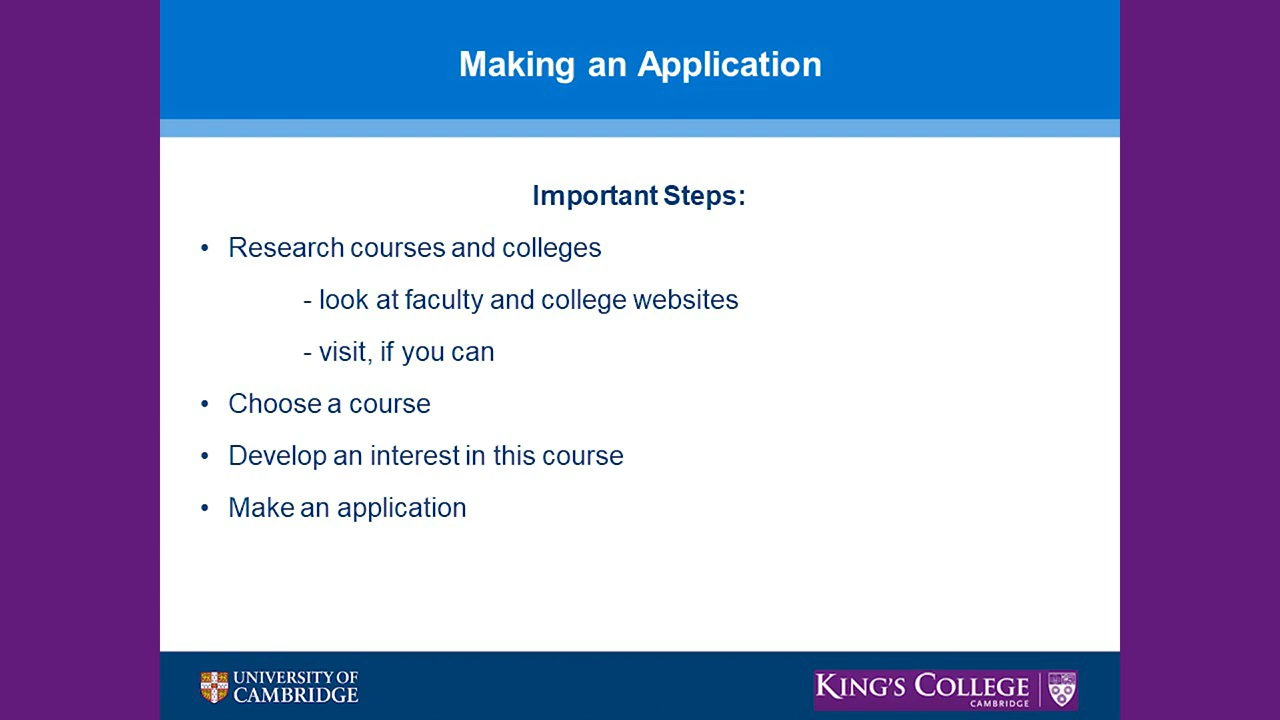 Making an Application
Important Steps:
• Research courses and colleges
- look at faculty and college websites
- visit, if you can
• Choose a course
• Develop an interest in this course
• Make an application
UNIVERSITY OF
CAMBRIDGE
KING'S COLLEGE
CAMBRIDGE